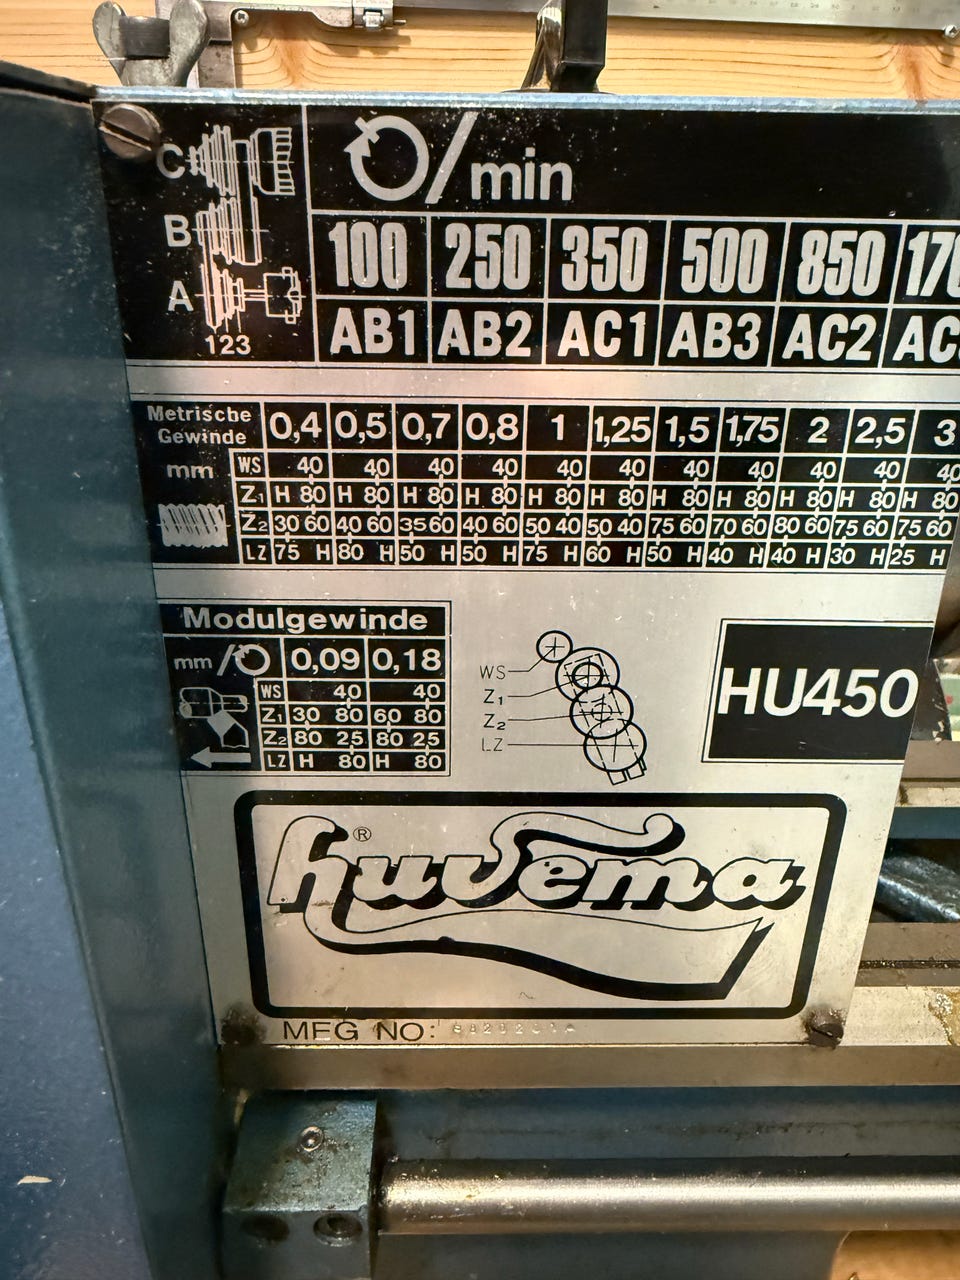 C
B
A
123
/min
100 250 350 500 850
AB1 AB2 AC1 AB3 AC2
Metrische Gewinde 0,4 0,5 0,7 0,8 1 1,25 1,5 1,75 2 2,5 3
mm WS 40 40 40 40 40 40 40 40 40 40 40
Z1 H 80 H 80 H 80 H 80 H 80 H 80 H 80 H 80 H 80 H 80 H 80
Z2 30 60 40 60 35 60 40 60 50 40 50 40 75 60 70 60 80 60 75 60 75 60
LZ 75 H 80 H 50 H 50 H 75 H 60 H 50 H 40 H 40 H 30 H 25 H
Modulgewinde
mm/ 0,09 0,18
WS 40 40
Z1 30 80 60 80
Z2 80 25 80 25
LZ H 80 H 80
WS
Z1
Z2
LZ
HU450
huvema ®
MFG NO: